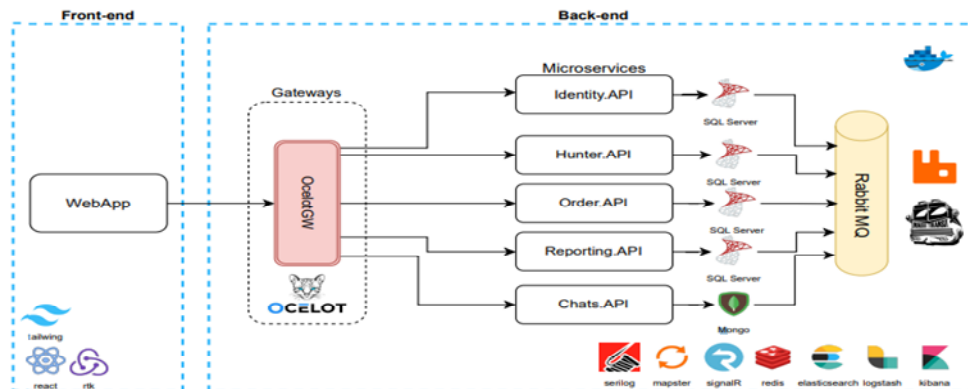 Front-end
Back-end
Microservices
Gateways
Identity.API
SQL Server
Hunter.API
SQL Server
OcelotGW
Rabbit MQ
WebApp
Order.API
SQL Server
Reporting.API
SQL Server
OCELOT
Chats.API
Mongo
tailwing
react
rtk
serilog
mapster
signalR
redis
elasticsearch
logstash
kibana